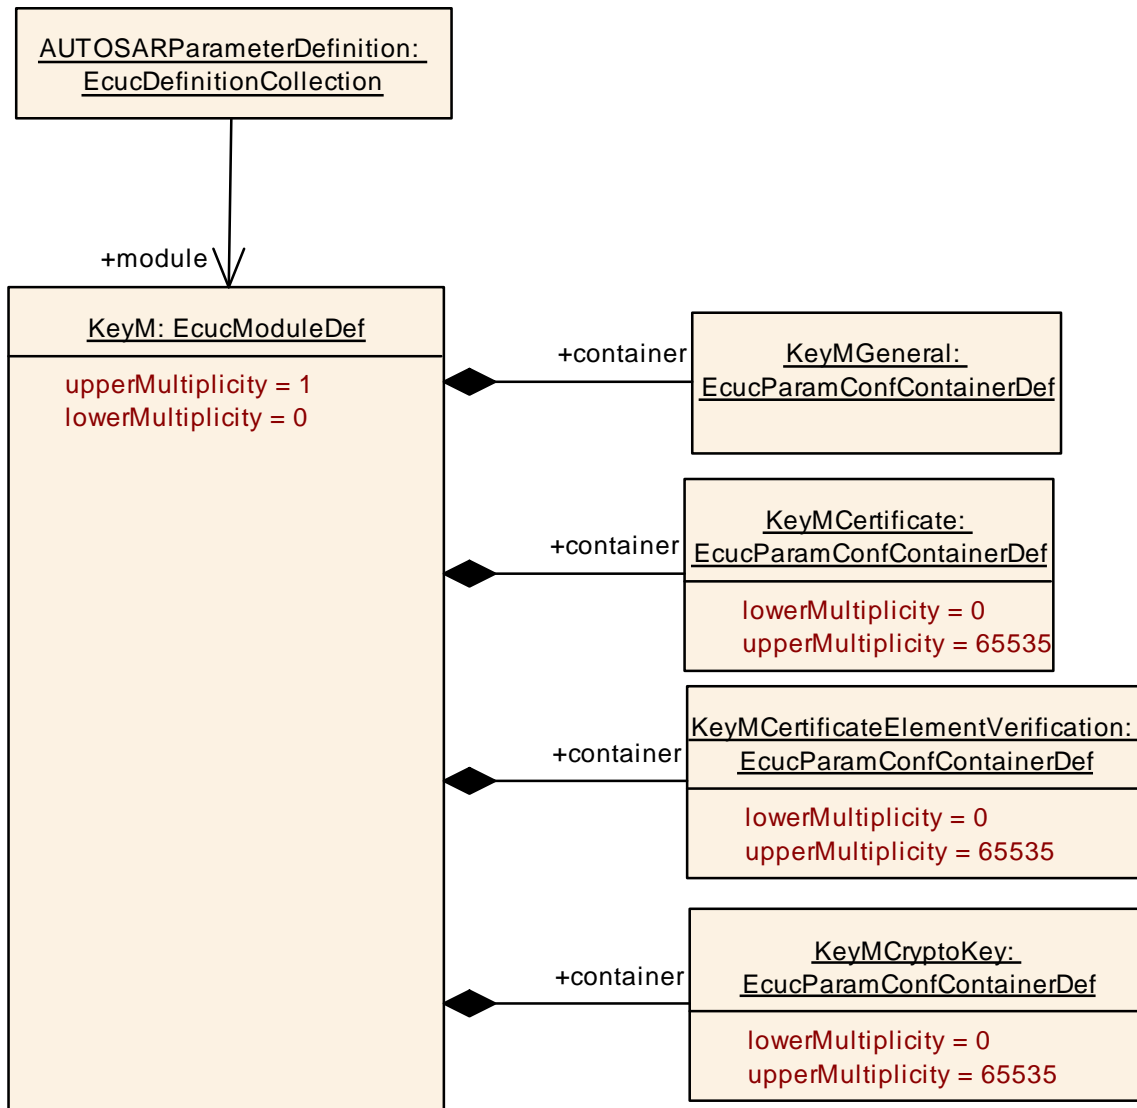 AUTOSARParameterDefinition:
EcucDefinitionCollection
+module
KeyM: EcucModuleDef
upperMultiplicity = 1
lowerMultiplicity = 0
+container
KeyMGeneral:
EcucParamConfContainerDef
+container
KeyMCertificate:
EcucParamConfContainerDef
lowerMultiplicity = 0
upperMultiplicity = 65535
+container
KeyMCertificateElementVerification:
EcucParamConfContainerDef
lowerMultiplicity = 0
upperMultiplicity = 65535
+container
KeyMCryptoKey:
EcucParamConfContainerDef
lowerMultiplicity = 0
upperMultiplicity = 65535